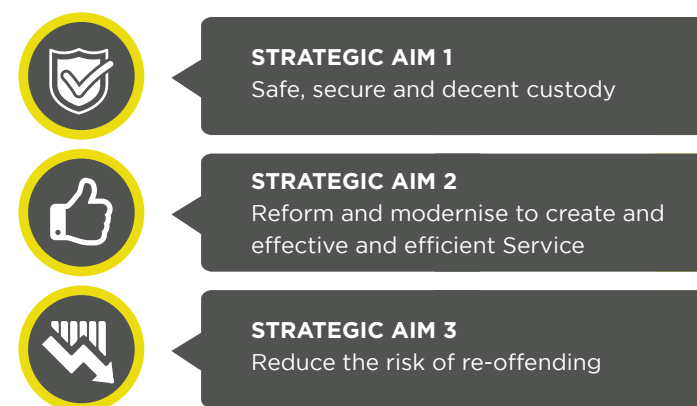 STRATEGIC AIM 1
Safe, secure and decent custody
STRATEGIC AIM 2
Reform and modernise to create and
effective and efficient Service
STRATEGIC AIM 3
Reduce the risk of re-offending